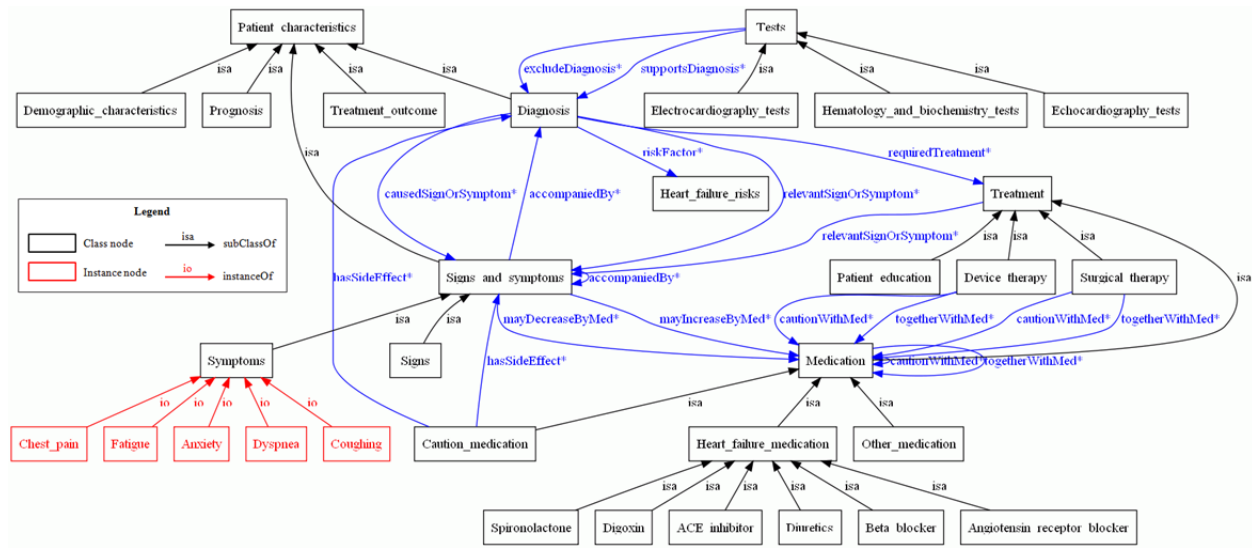 Patient characteristics
Tests
isa
isa
isa
isa
excludeDiagnosis*
supportsDiagnosis*
isa
isa
isa
Demographic_characteristics
Prognosis
Treatment_outcome
Diagnosis
Electrocardiography_tests
Hematology_and_biochemistry_tests
Echocardiography_tests
isa
riskFactor*
requiredTreatment*
causedSignOrSymptom*
accompaniedBy*
Heart_failure_risks
relevantSignOrSymptom*
Treatment
Legend
Class node
isa
subClassOf
Instance node
io
instanceOf
relevantSignOrSymptom*
isa
isa
isa
hasSideEffect*
Signs and symptoms
accompaniedBy*
Patient education
Device therapy
Surgical therapy
isa
isa
isa
mayDecreaseByMed*
mayIncreaseByMed*
cautionWithMed*
togetherWithMed*
cautionWithMed*
togetherWithMed*
Symptoms
Signs
hasSideEffect*
Medication
cautionWithMed*
togetherWithMed*
io
io
io
io
io
isa
isa
isa
Chest_pain
Fatigue
Anxiety
Dyspnea
Coughing
Caution_medication
Heart_failure_medication
Other_medication
isa
isa
isa
isa
isa
isa
Spironolactone
Digoxin
ACE inhibitor
Diuretics
Beta blocker
Angiotensin receptor blocker